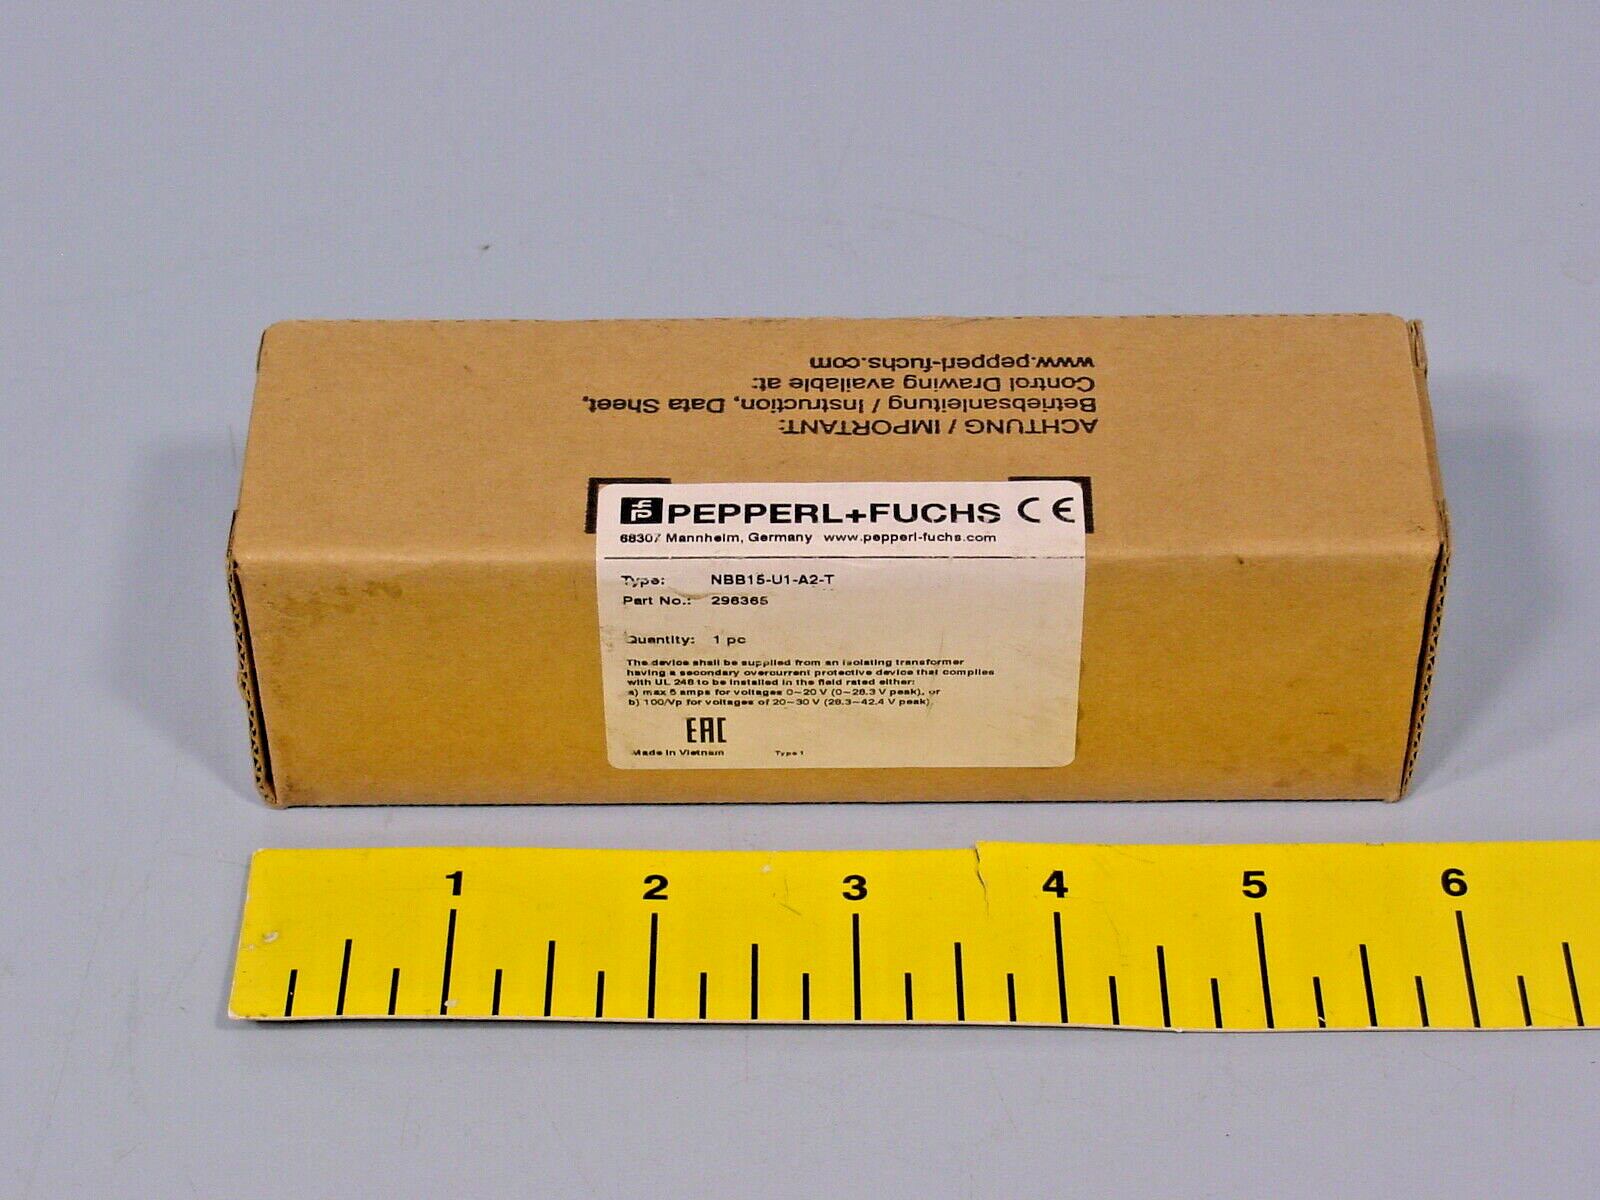 ACHTUNG / IMPORTANT:
Betriebsanleitung / Instruction, Data Sheet,
Control Drawing available at:
www.pepperl-fuchs.com
PEPPERL+FUCHS CE
68307 Mannheim, Germany www.pepperl-fuchs.com
Type: NBB15-U1-A2-T
Part No.: 296365
Quantity: 1 pc
The device shall be supplied from an isolating transformer
having a secondary overcurrent protective device that complies
with UL 248 to be installed in the field rated either:
a) max 5 amps for voltages 0~20 V (0~28.3 V peak), or
b) 100/Vp for voltages of 20~30 V (28.3~42.4 V peak).
EAC
Made in Vietnam Type 1
1 2 3 4 5 6